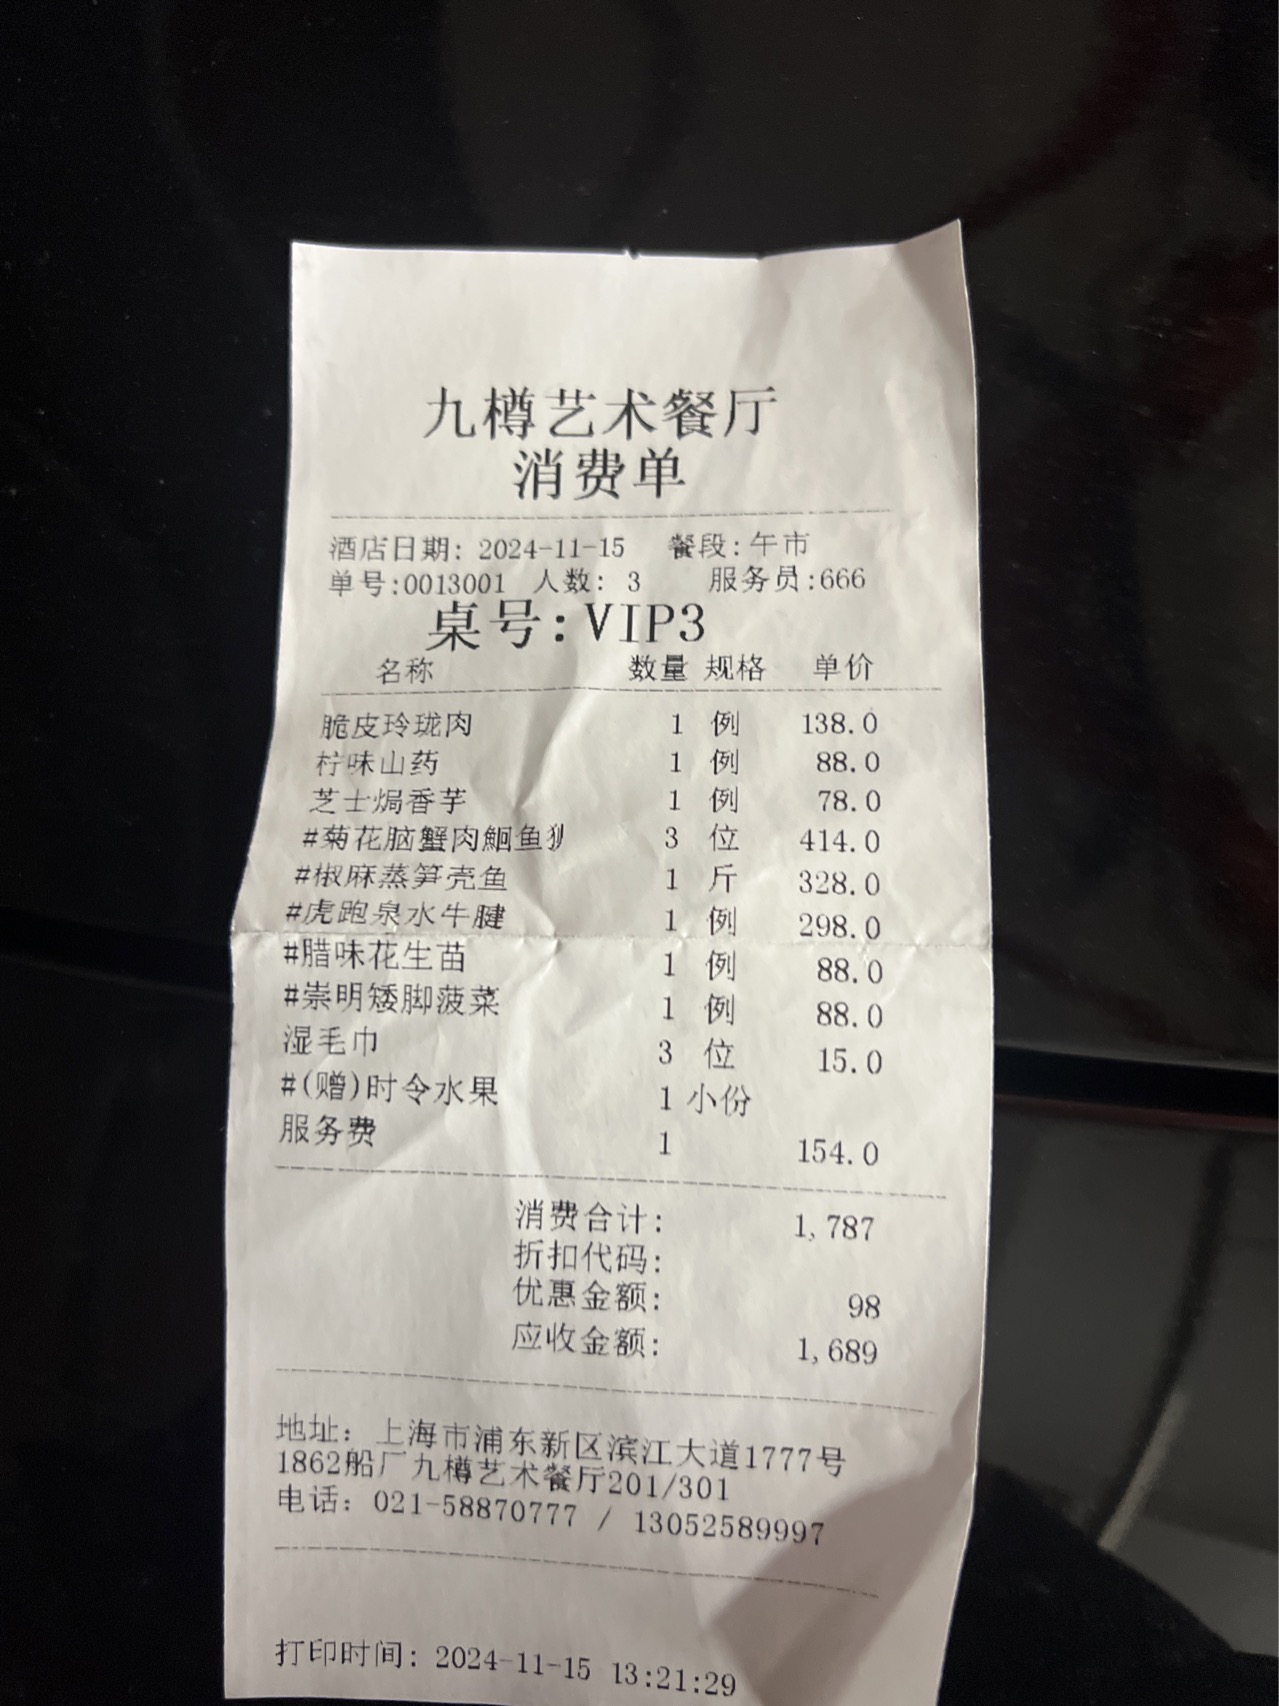 九樽艺术餐厅
消费单
酒店日期: 2024-11-15 餐段:午市
单号:0013001 人数: 3 服务员:666
桌号:VIP3
名称 数量 规格 单价
脆皮玲珑肉 1 例 138.0
柠味山药 1 例 88.0
芝士焗香芋 1 例 78.0
#菊花脑蟹肉鮰鱼 3 位 414.0
#椒麻蒸笋壳鱼 1 斤 328.0
#虎跑泉水牛腱 1 例 298.0
#腊味花生苗 1 例 88.0
#崇明矮脚菠菜 1 例 88.0
湿毛巾 3 位 15.0
#(赠)时令水果 1 小份
服务费 1 154.0
消费合计: 1,787
折扣代码:
优惠金额: 98
应收金额: 1,689
地址: 上海市浦东新区滨江大道1777号
1862船厂九樽艺术餐厅201/301
电话: 021-58870777 / 13052589997
打印时间: 2024-11-15 13:21:29